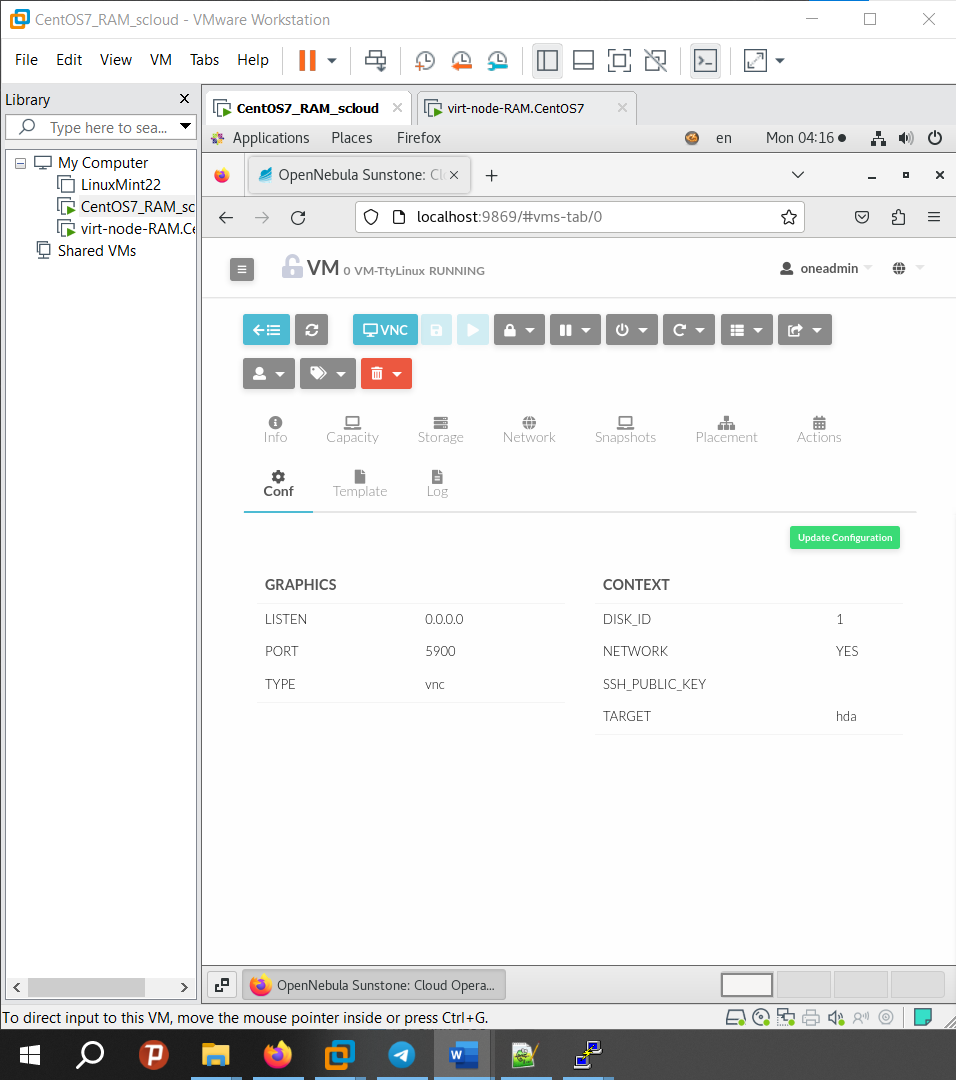 CentOS7_RAM_scloud - VMware Workstation
File Edit View VM Tabs Help
Library
Type here to sea...
My Computer
LinuxMint22
CentOS7_RAM_sc
virt-node-RAM.Ce
Shared VMs
CentOS7_RAM_scloud
virt-node-RAM.CentOS7
Applications Places Firefox en Mon 04:16
OpenNebula Sunstone: Cl
localhost:9869/#vms-tab/0
VM 0 VM-TtyLinux RUNNING
oneadmin
VNC
Info Capacity Storage Network Snapshots Placement Actions
Conf Template Log
Update Configuration
GRAPHICS
LISTEN 0.0.0.0
PORT 5900
TYPE vnc
CONTEXT
DISK_ID 1
NETWORK YES
SSH_PUBLIC_KEY
TARGET hda
OpenNebula Sunstone: Cloud Opera...
To direct input to this VM, move the mouse pointer inside or press Ctrl+G.